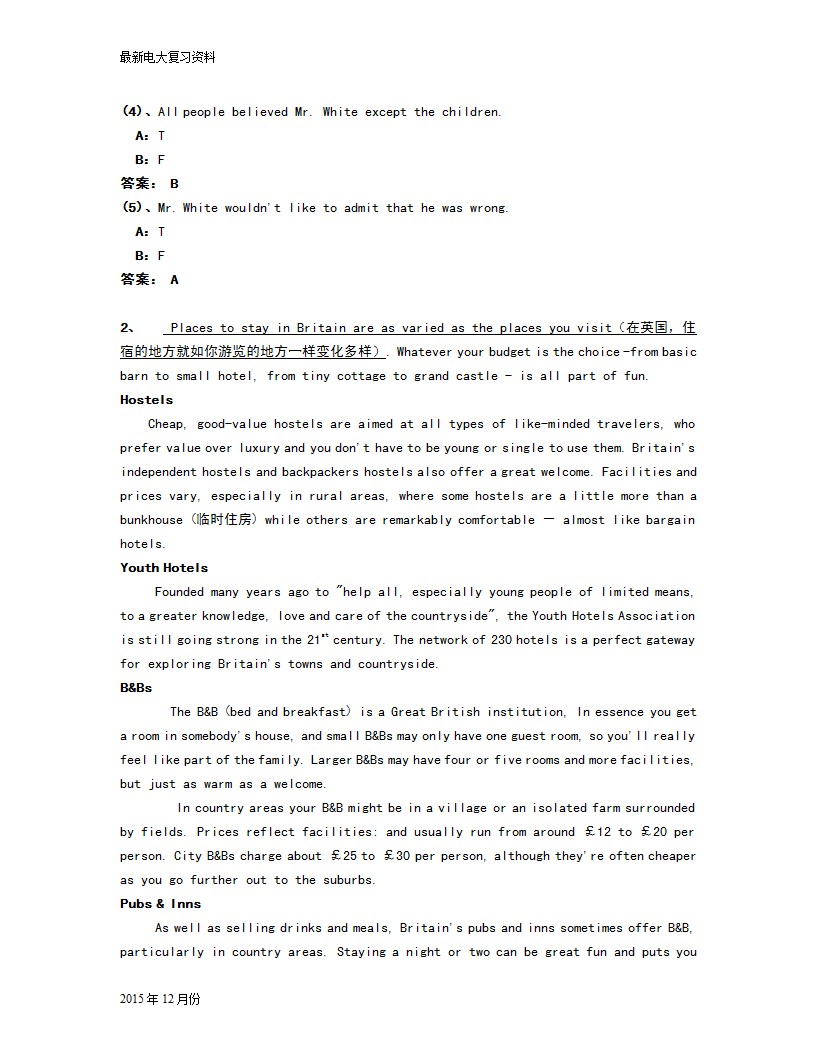 最新电大复习资料
(4)、All people believed Mr. White except the children.
A：T
B：F
答案： B
(5)、Mr. White wouldn't like to admit that he was wrong.
A：T
B：F
答案： A
2、 Places to stay in Britain are as varied as the places you visit（在英国，住
宿的地方就如你游览的地方一样变化多样）. Whatever your budget is the choice -from basic
barn to small hotel, from tiny cottage to grand castle - is all part of fun.
Hostels
Cheap, good-value hostels are aimed at all types of like-minded travelers, who
prefer value over luxury and you don't have to be young or single to use them. Britain's
independent hostels and backpackers hostels also offer a great welcome. Facilities and
prices vary, especially in rural areas, where some hostels are a little more than a
bunkhouse (临时住房) while others are remarkably comfortable — almost like bargain
hotels.
Youth Hotels
Founded many years ago to "help all, especially young people of limited means,
to a greater knowledge, love and care of the countryside", the Youth Hotels Association
is still going strong in the 21st century. The network of 230 hotels is a perfect gateway
for exploring Britain's towns and countryside.
B&Bs
The B&B (bed and breakfast) is a Great British institution, In essence you get
a room in somebody's house, and small B&Bs may only have one guest room, so you'll really
feel like part of the family. Larger B&Bs may have four or five rooms and more facilities,
but just as warm as a welcome.
In country areas your B&B might be in a village or an isolated farm surrounded
by fields. Prices reflect facilities: and usually run from around ￡12 to ￡20 per
person. City B&Bs charge about ￡25 to ￡30 per person, although they're often cheaper
as you go further out to the suburbs.
Pubs & Inns
As well as selling drinks and meals, Britain's pubs and inns sometimes offer B&B,
particularly in country areas. Staying a night or two can be great fun and puts you
2015 年 12 月份